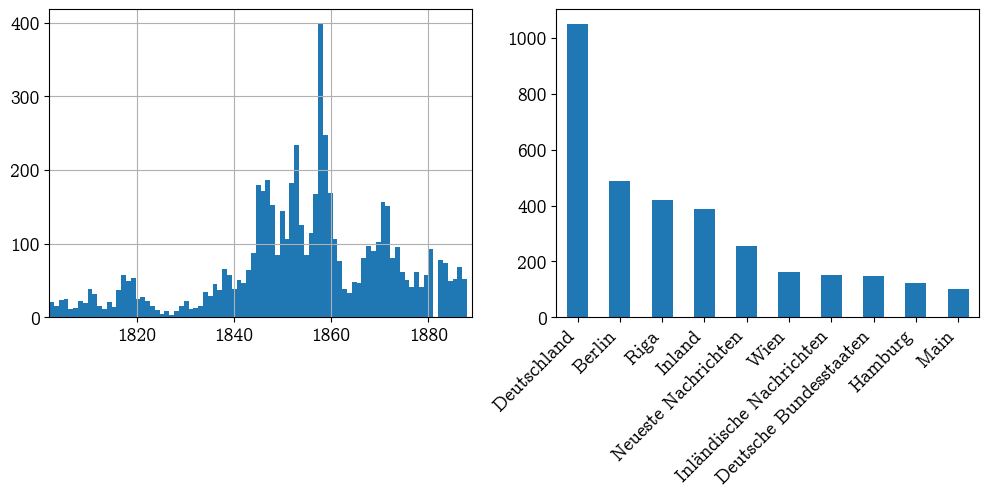 400
300
200
100
0
1820 1840 1860 1880
1000
800
600
400
200
0
Deutschland
Berlin
Riga
Inland
Neueste Nachrichten
Wien
Inländische Nachrichten
Deutsche Bundesstaaten
Hamburg
Main